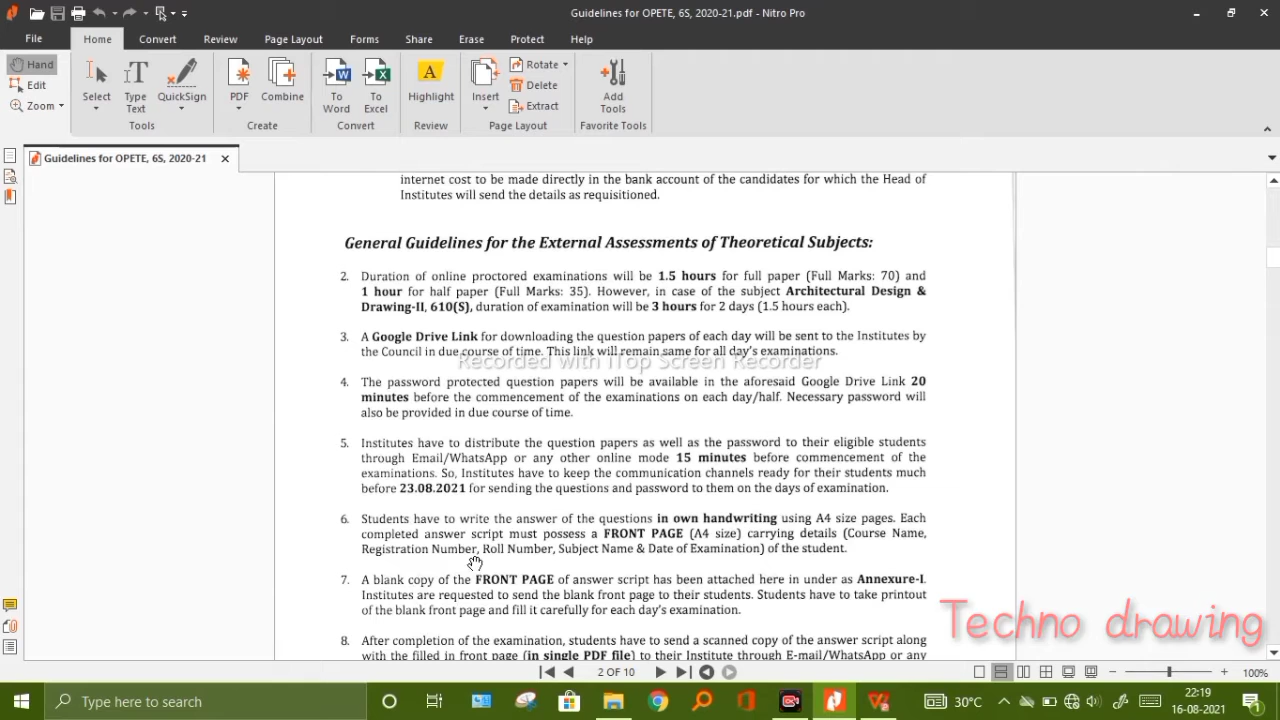 Guidelines for OPETE, 6S, 2020-21.pdf - Nitro Pro
File Home Convert Review Page Layout Forms Share Erase Protect Help
Hand
Edit
Zoom
Select
Type Text
QuickSign
PDF
Combine
To Word
To Excel
Highlight
Insert
Rotate
Delete
Extract
Add Tools
Tools Create Convert Review Page Layout Favorite Tools
Guidelines for OPETE, 6S, 2020-21
internet cost to be made directly in the bank account of the candidates for which the Head of
Institutes will send the details as requisitioned.
General Guidelines for the External Assessments of Theoretical Subjects:
2. Duration of online proctored examinations will be 1.5 hours for full paper (Full Marks: 70) and
1 hour for half paper (Full Marks: 35). However, in case of the subject Architectural Design &
Drawing-II, 610(S), duration of examination will be 3 hours for 2 days (1.5 hours each).
3. A Google Drive Link for downloading the question papers of each day will be sent to the Institutes by
the Council in due course of time. This link will remain same for all day's examinations.
Recorded with iTop Screen Recorder
4. The password protected question papers will be available in the aforesaid Google Drive Link 20
minutes before the commencement of the examinations on each day/half. Necessary password will
also be provided in due course of time.
5. Institutes have to distribute the question papers as well as the password to their eligible students
through Email/WhatsApp or any other online mode 15 minutes before commencement of the
examinations. So, Institutes have to keep the communication channels ready for their students much
before 23.08.2021 for sending the questions and password to them on the days of examination.
6. Students have to write the answer of the questions in own handwriting using A4 size pages. Each
completed answer script must possess a FRONT PAGE (A4 size) carrying details (Course Name,
Registration Number, Roll Number, Subject Name & Date of Examination) of the student.
7. A blank copy of the FRONT PAGE of answer script has been attached here in under as Annexure-I.
Institutes are requested to send the blank front page to their students. Students have to take printout
of the blank front page and fill it carefully for each day's examination.
Techno drawing
8. After completion of the examination, students have to send a scanned copy of the answer script along
with the filled in front page (in single PDF file) to their Institute through E-mail/WhatsApp or any
2 OF 10
100%
Type here to search
30°C
22:19
16-08-2021
1